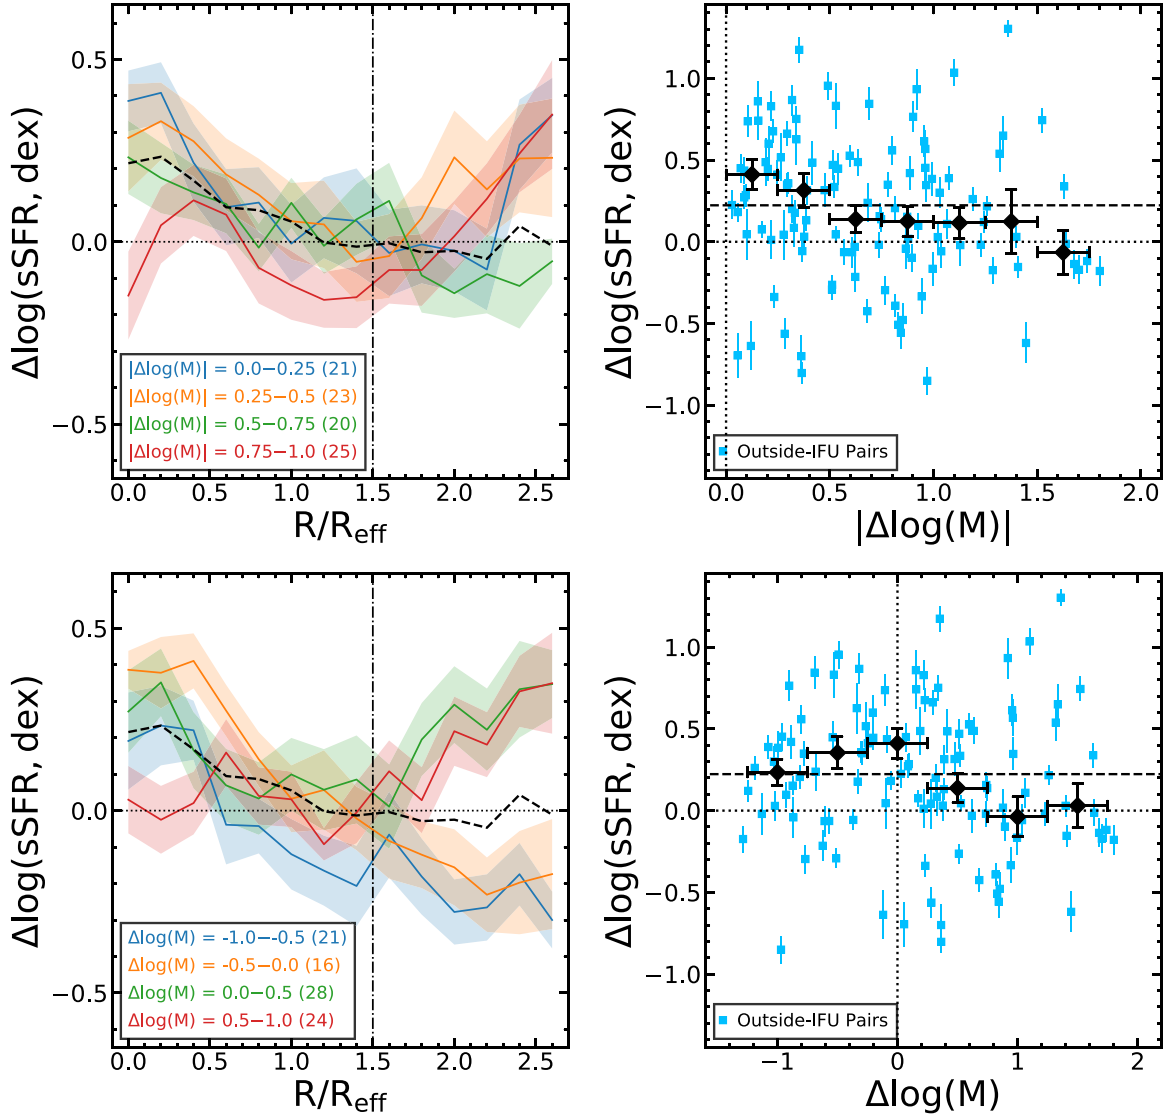 0.5
0.0
−0.5
Δlog(sSFR, dex)
|Δlog(M)| = 0.0−0.25 (21)
|Δlog(M)| = 0.25−0.5 (23)
|Δlog(M)| = 0.5−0.75 (20)
|Δlog(M)| = 0.75−1.0 (25)
0.0 0.5 1.0 1.5 2.0 2.5
R/Reff
1.0
0.5
0.0
−0.5
−1.0
Δlog(sSFR, dex)
Outside-IFU Pairs
0.0 0.5 1.0 1.5 2.0
|Δlog(M)|
0.5
0.0
−0.5
Δlog(sSFR, dex)
Δlog(M) = -1.0−-0.5 (21)
Δlog(M) = -0.5−0.0 (16)
Δlog(M) = 0.0−0.5 (28)
Δlog(M) = 0.5−1.0 (24)
0.0 0.5 1.0 1.5 2.0 2.5
R/Reff
1.0
0.5
0.0
−0.5
−1.0
Δlog(sSFR, dex)
Outside-IFU Pairs
−1 0 1 2
Δlog(M)